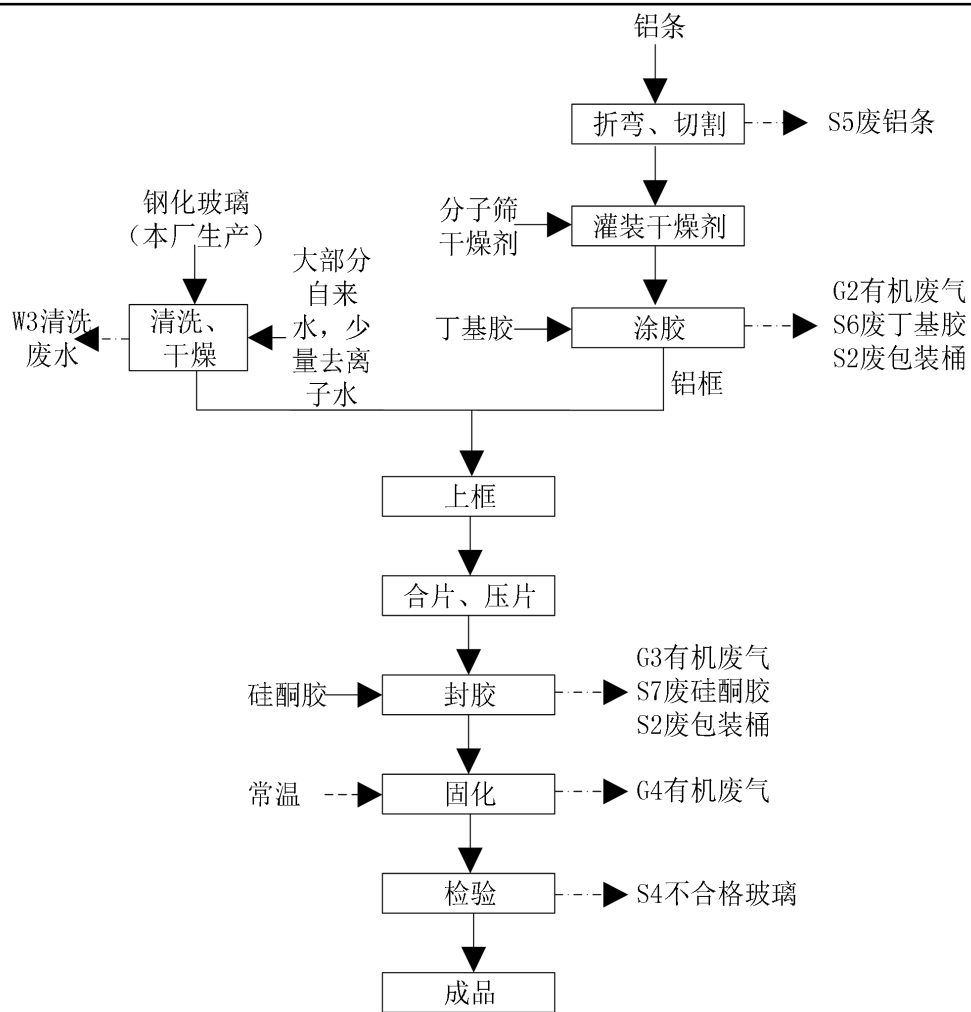 铝条
折弯、切割
S5废铝条
钢化玻璃
（本厂生产）
分子筛
干燥剂
灌装干燥剂
大部分
自来
水，少
量去离
子水
W3清洗
废水
清洗、
干燥
丁基胶
涂胶
G2有机废气
S6废丁基胶
S2废包装桶
铝框
上框
合片、压片
硅酮胶
封胶
G3有机废气
S7废硅酮胶
S2废包装桶
常温
固化
G4有机废气
检验
S4不合格玻璃
成品